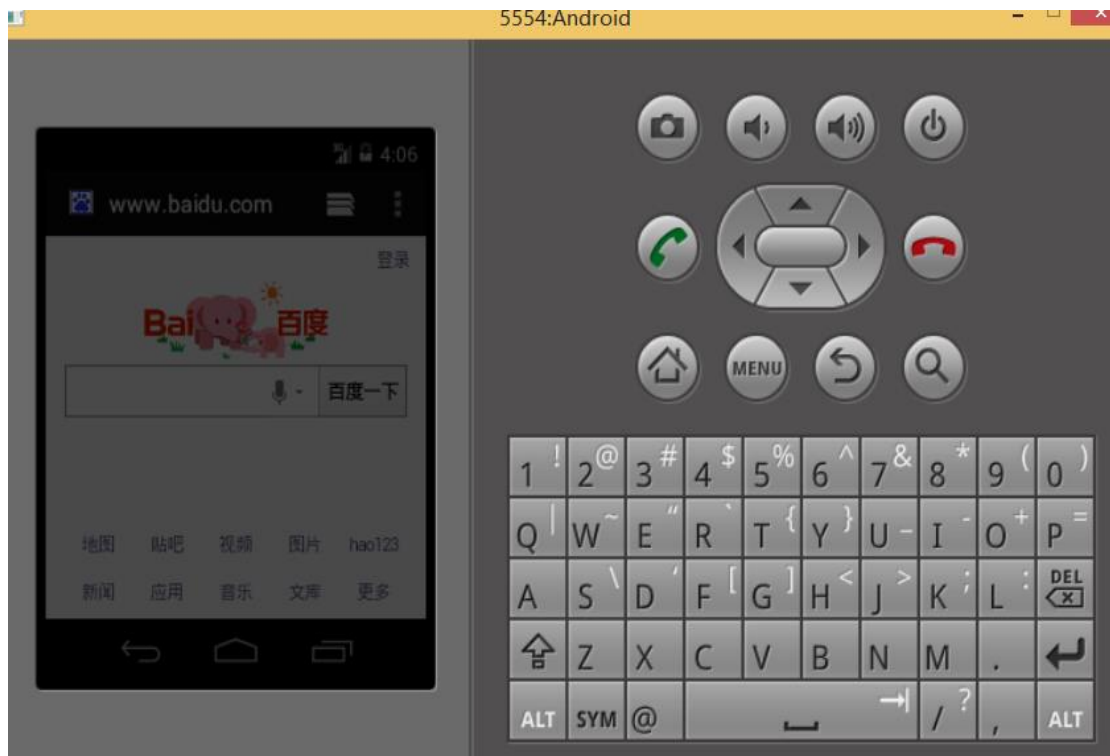 5554:Android
3G 4:06
www.baidu.com
登录
Bai 百度
百度一下
地图 贴吧 视频 图片 hao123
新闻 应用 音乐 文库 更多
MENU
1 ! 2 @ 3 # 4 $ 5 % 6 ^ 7 & 8 * 9 ( 0 )
Q | W ~ E " R ` T { Y } U _ I - O + P =
A S \ D ' F [ G ] H < J > K ; L : DEL
Z X C V B N M .
ALT SYM @ / ? , ALT